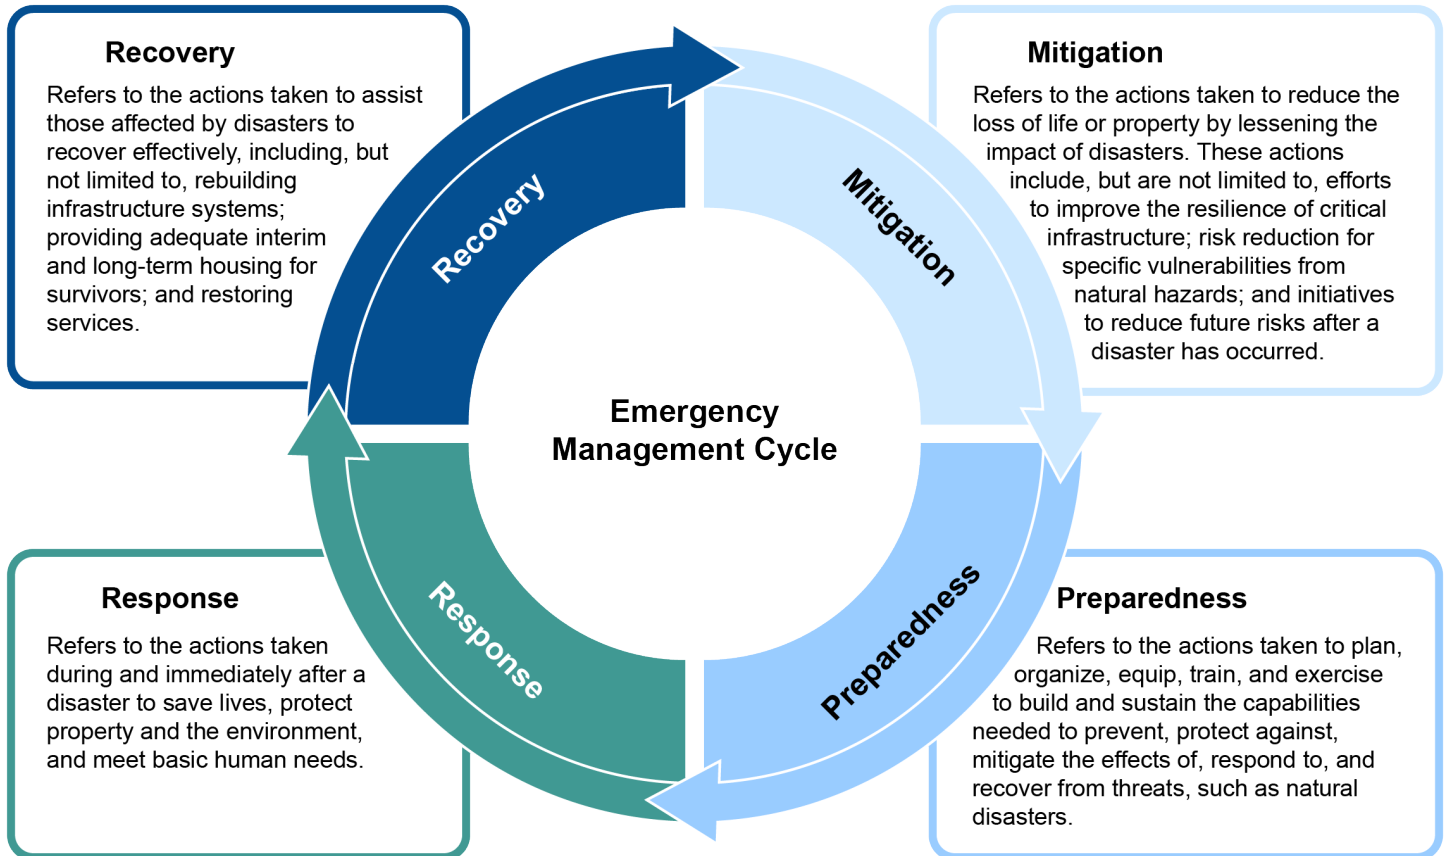 Recovery
Refers to the actions taken to assist
those affected by disasters to
recover effectively, including, but
not limited to, rebuilding
infrastructure systems;
providing adequate interim
and long-term housing for
survivors; and restoring
services.
Mitigation
Refers to the actions taken to reduce the
loss of life or property by lessening the
impact of disasters. These actions
include, but are not limited to, efforts
to improve the resilience of critical
infrastructure; risk reduction for
specific vulnerabilities from
natural hazards; and initiatives
to reduce future risks after a
disaster has occurred.
Recovery
Mitigation
Emergency
Management Cycle
Response
Preparedness
Response
Refers to the actions taken
during and immediately after a
disaster to save lives, protect
property and the environment,
and meet basic human needs.
Preparedness
Refers to the actions taken to plan,
organize, equip, train, and exercise
to build and sustain the capabilities
needed to prevent, protect against,
mitigate the effects of, respond to, and
recover from threats, such as natural
disasters.